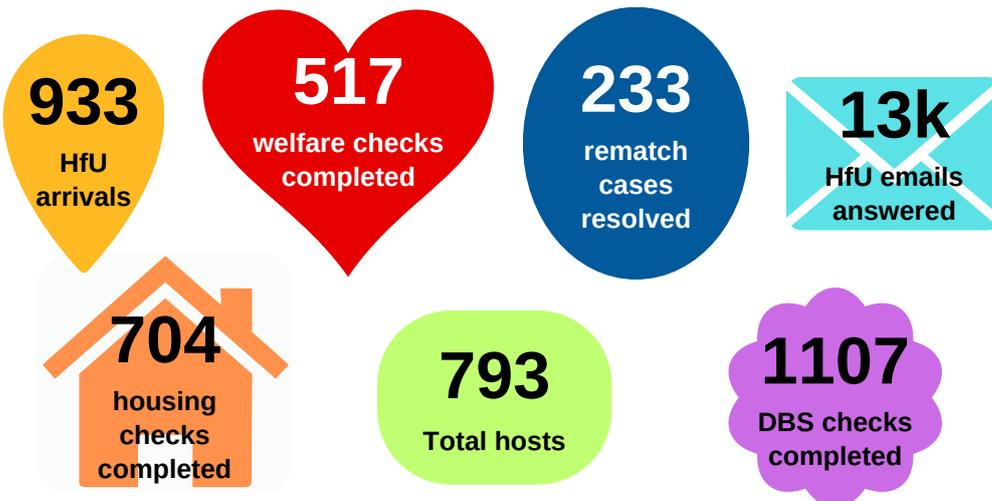 933
HfU
arrivals
517
welfare checks
completed
233
rematch
cases
resolved
13k
HfU emails
answered
704
housing
checks
completed
793
Total hosts
1107
DBS checks
completed